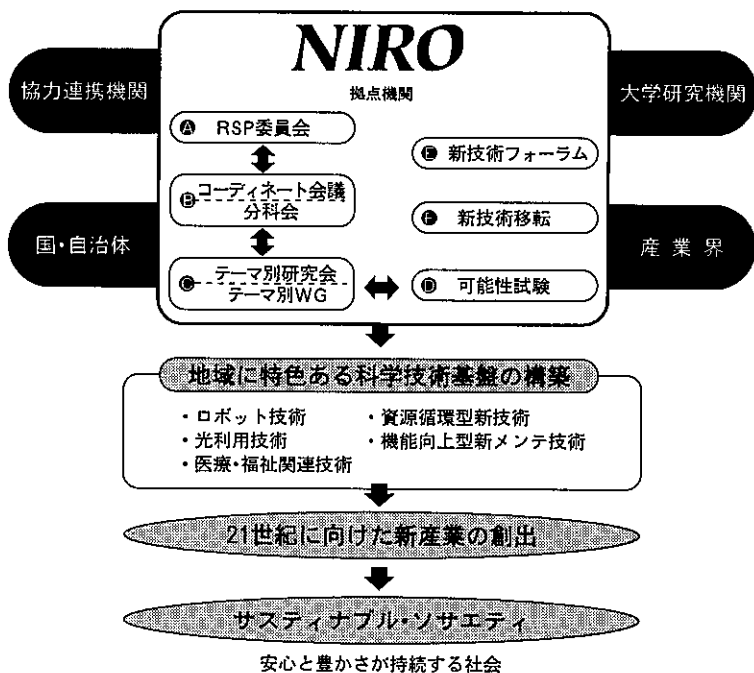 NIRO
拠点機関
協力連携機関
大学研究機関
国・自治体
産業界
A RSP委員会
B コーディネート会議
分科会
C テーマ別研究会
テーマ別WG
E 新技術フォーラム
F 新技術移転
D 可能性試験
地域に特色ある科学技術基盤の構築
・ロボット技術
・光利用技術
・医療・福祉関連技術
・資源循環型新技術
・機能向上型新メンテ技術
21世紀に向けた新産業の創出
サスティナブル・ソサエティ
安心と豊かさが持続する社会